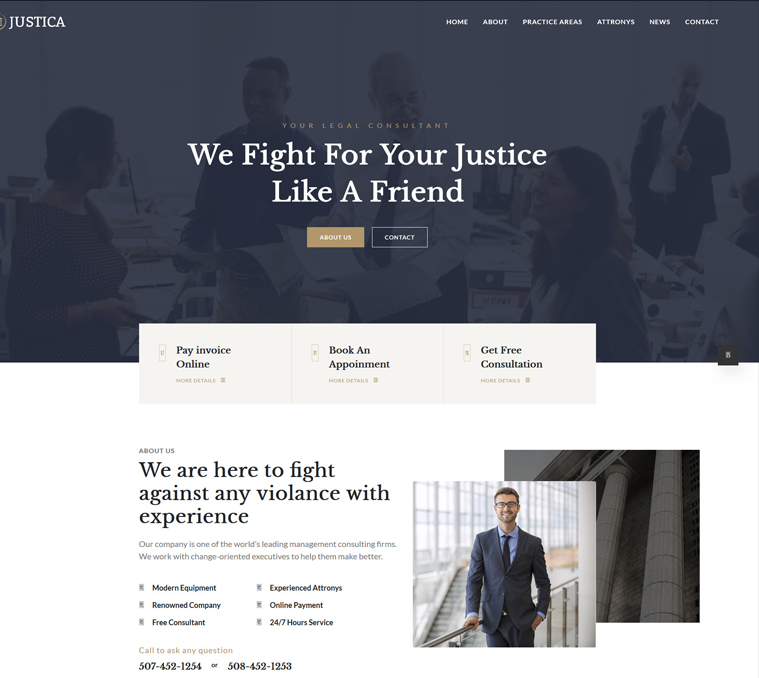 JUSTICA
HOME ABOUT PRACTICE AREAS ATTRONYS NEWS CONTACT
YOUR LEGAL CONSULTANT
We Fight For Your Justice
Like A Friend
ABOUT US CONTACT
Pay invoice
Online
MORE DETAILS
Book An
Appoinment
MORE DETAILS
Get Free
Consultation
MORE DETAILS
ABOUT US
We are here to fight
against any violance with
experience
Our company is one of the world's leading management consulting firms.
We work with change-oriented executives to help them make better.
Modern Equipment Experienced Attronys
Renowned Company Online Payment
Free Consultant 24/7 Hours Service
Call to ask any question
507-452-1254 or 508-452-1253